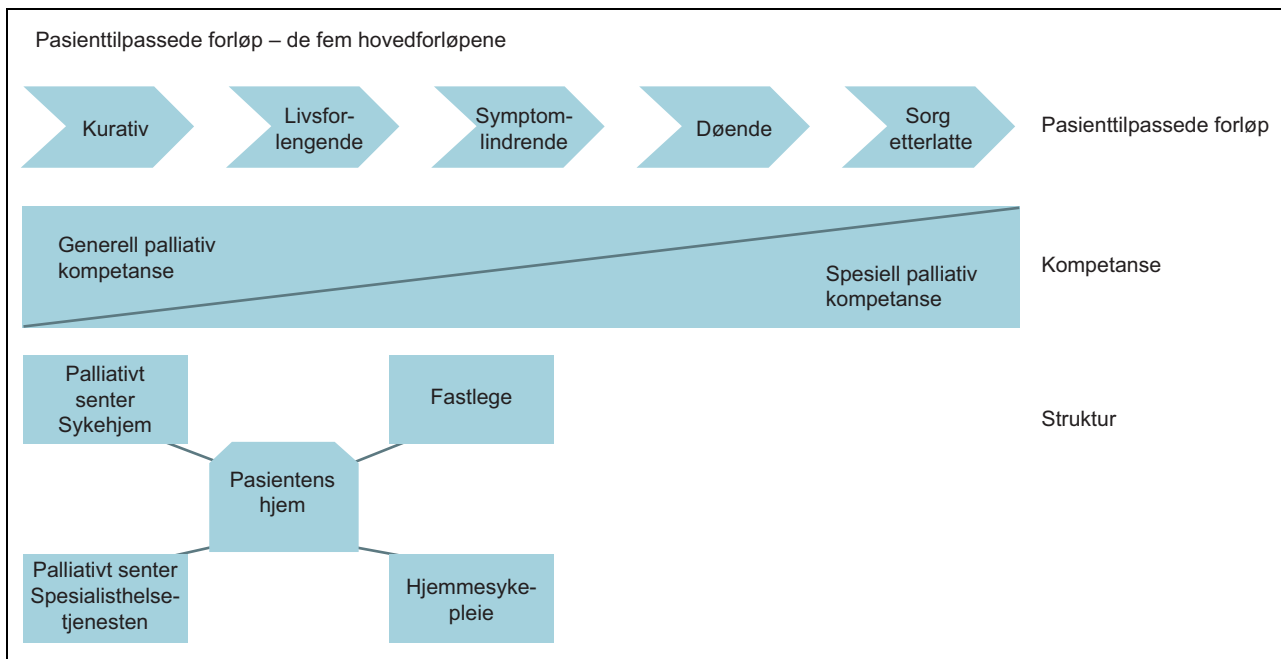 Pasienttilpassede forløp – de fem hovedforløpene
Kurativ
Livsfor-
lengende
Symptom-
lindrende
Døende
Sorg
etterlatte
Pasienttilpassede forløp
Generell palliativ
kompetanse
Spesiell palliativ
kompetanse
Kompetanse
Palliativt
senter
Sykehjem
Fastlege
Struktur
Pasientens
hjem
Palliativt senter
Spesialisthelse-
tjenesten
Hjemmesyke-
pleie